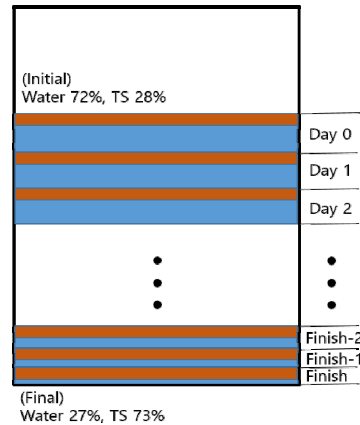 (Initial)
Water 72%, TS 28%
Day 0
Day 1
Day 2
Finish-2
Finish-1
Finish
(Final)
Water 27%, TS 73%